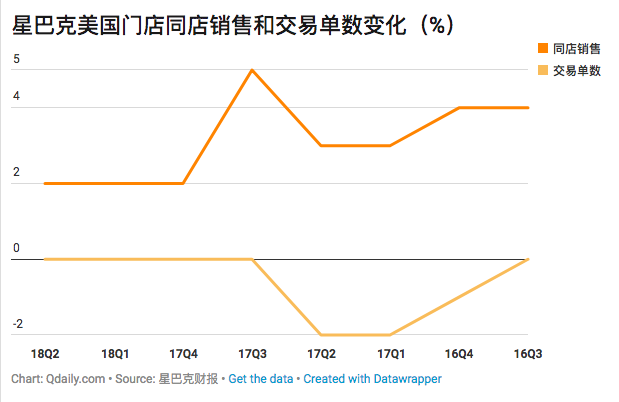 星巴克美国门店同店销售和交易单数变化（%）
同店销售
交易单数
5
4
2
0
-2
18Q2 18Q1 17Q4 17Q3 17Q2 17Q1 16Q4 16Q3
Chart: Qdaily.com • Source: 星巴克财报 • Get the data • Created with Datawrapper